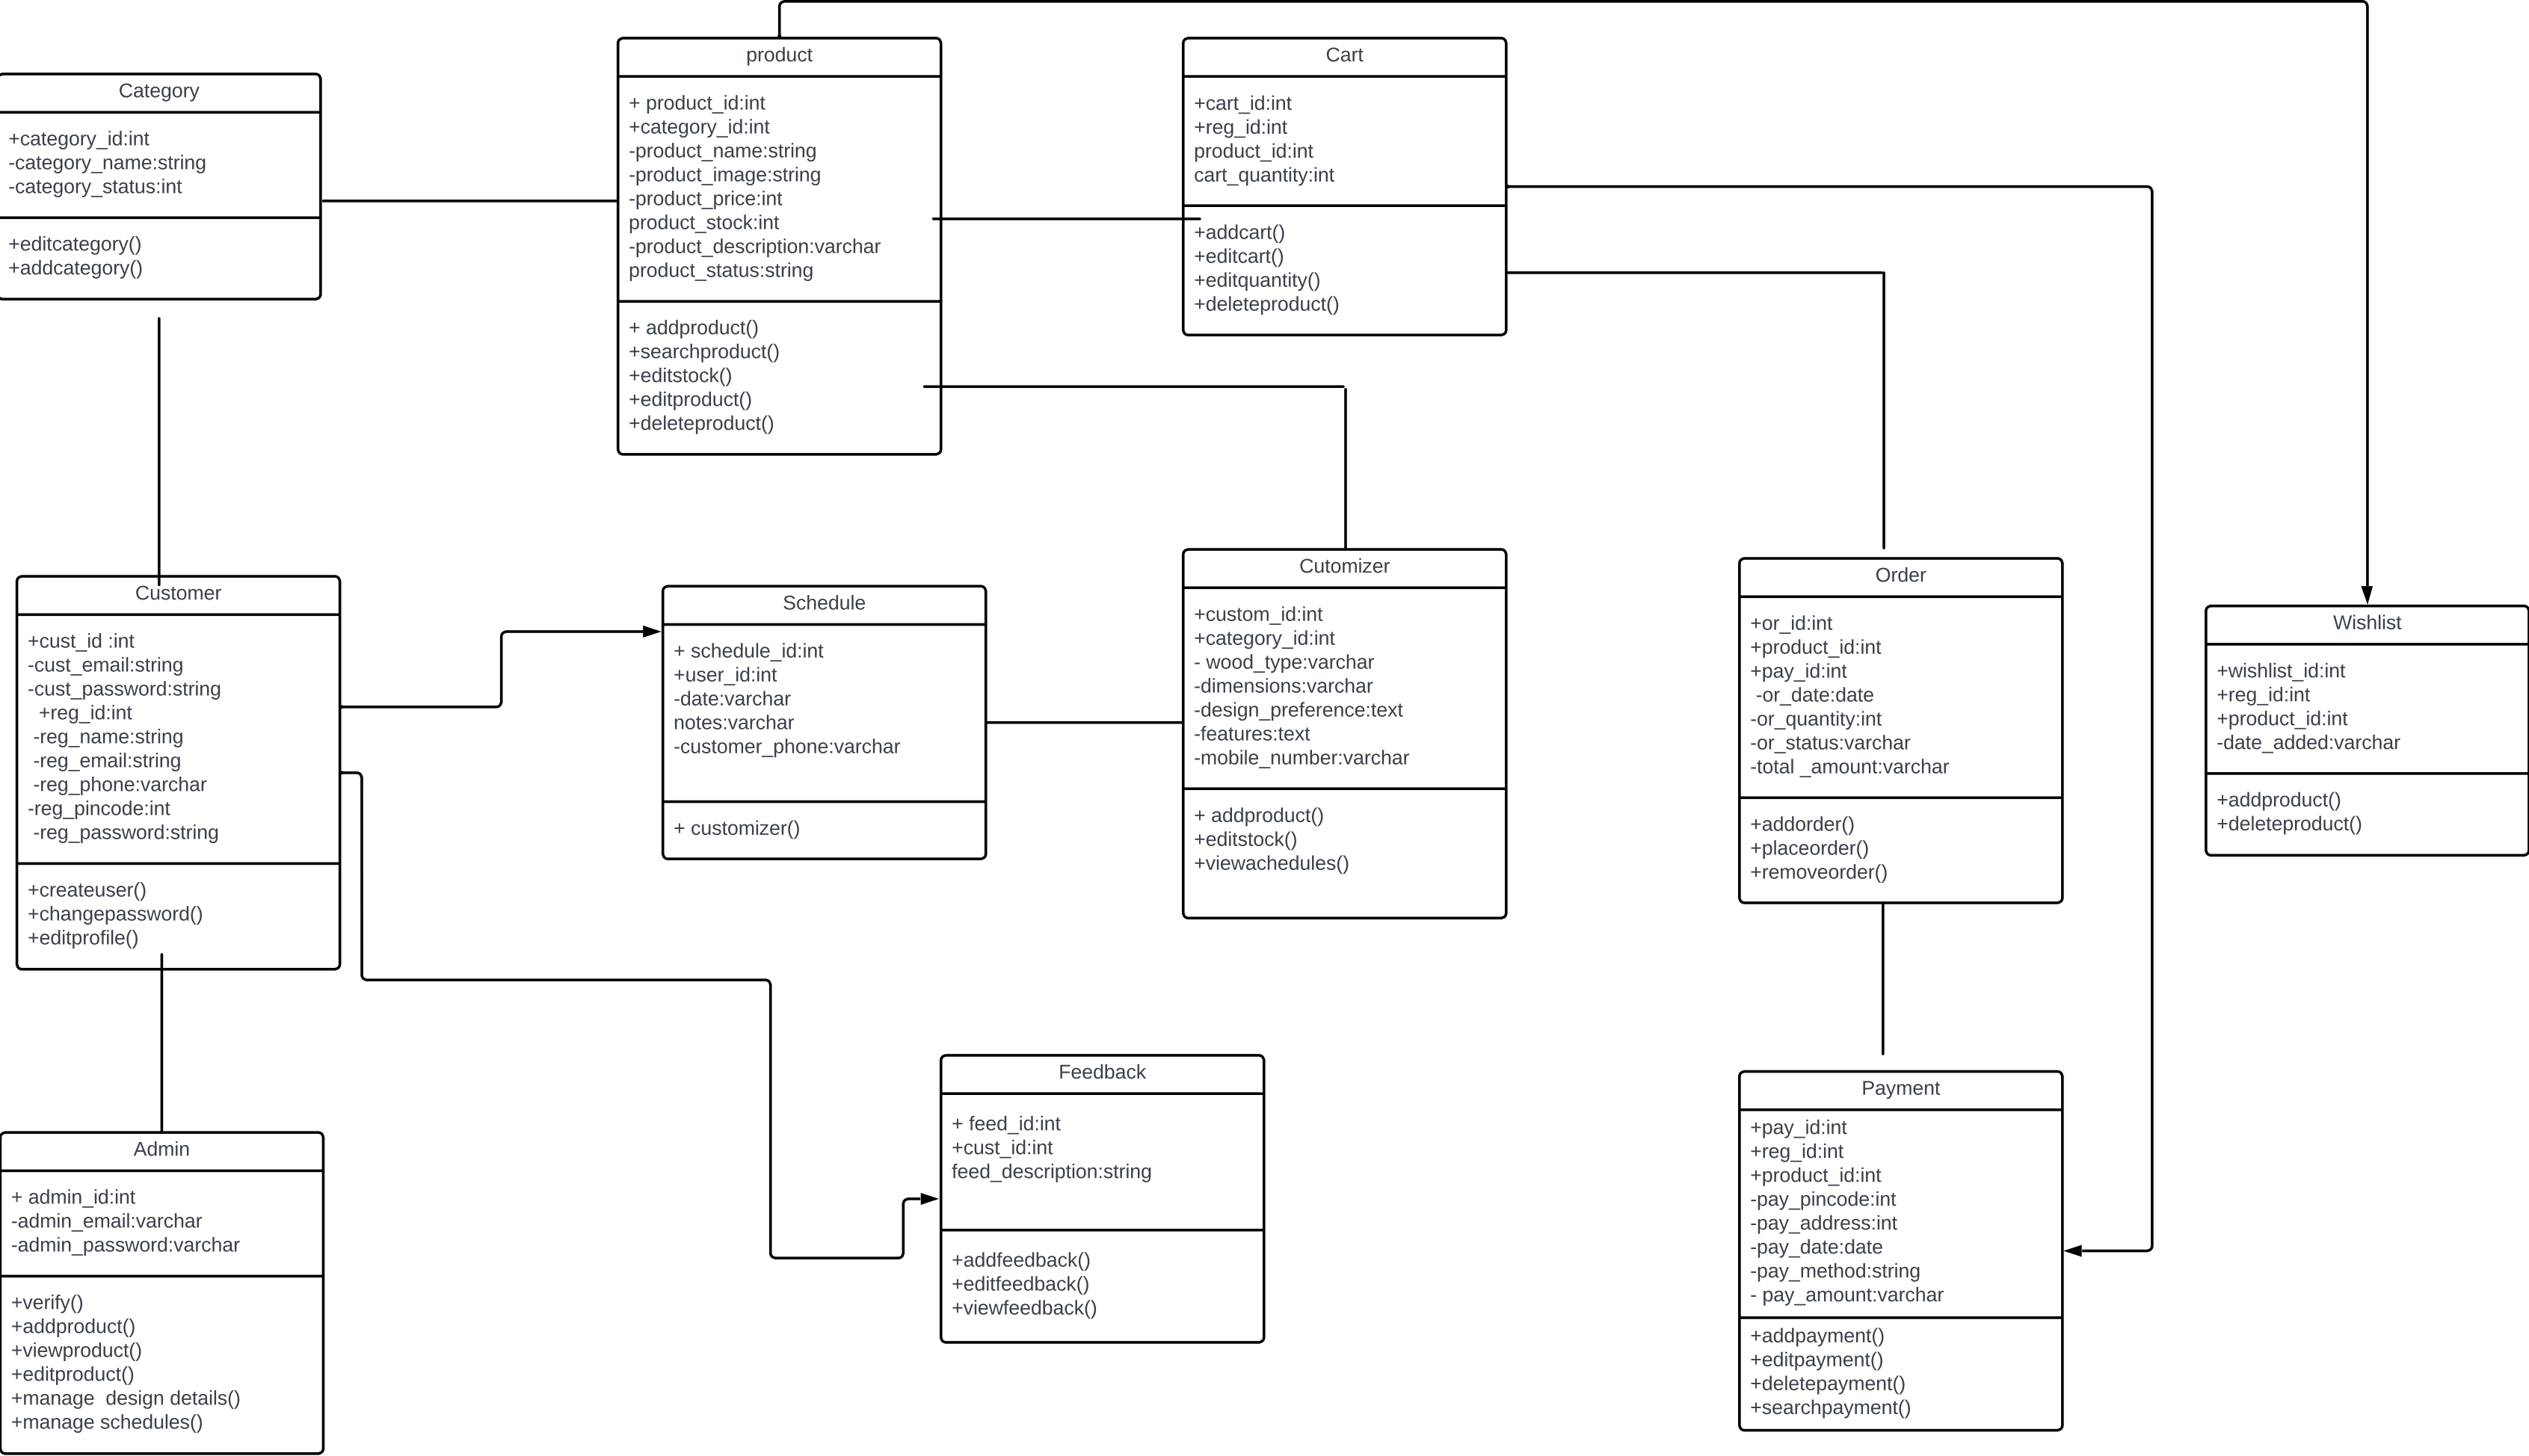 Category
+category_id:int
-category_name:string
-category_status:int
+editcategory()
+addcategory()
product
+ product_id:int
+category_id:int
-product_name:string
-product_image:string
-product_price:int
product_stock:int
-product_description:varchar
product_status:string
+ addproduct()
+searchproduct()
+editstock()
+editproduct()
+deleteproduct()
Cart
+cart_id:int
+reg_id:int
product_id:int
cart_quantity:int
+addcart()
+editcart()
+editquantity()
+deleteproduct()
Customer
+cust_id :int
-cust_email:string
-cust_password:string
+reg_id:int
-reg_name:string
-reg_email:string
-reg_phone:varchar
-reg_pincode:int
-reg_password:string
+createuser()
+changepassword()
+editprofile()
Schedule
+ schedule_id:int
+user_id:int
-date:varchar
notes:varchar
-customer_phone:varchar
+ customizer()
Cutomizer
+custom_id:int
+category_id:int
- wood_type:varchar
-dimensions:varchar
-design_preference:text
-features:text
-mobile_number:varchar
+ addproduct()
+editstock()
+viewachedules()
Order
+or_id:int
+product_id:int
+pay_id:int
-or_date:date
-or_quantity:int
-or_status:varchar
-total _amount:varchar
+addorder()
+placeorder()
+removeorder()
Wishlist
+wishlist_id:int
+reg_id:int
+product_id:int
-date_added:varchar
+addproduct()
+deleteproduct()
Admin
+ admin_id:int
-admin_email:varchar
-admin_password:varchar
+verify()
+addproduct()
+viewproduct()
+editproduct()
+manage  design details()
+manage schedules()
Feedback
+ feed_id:int
+cust_id:int
feed_description:string
+addfeedback()
+editfeedback()
+viewfeedback()
Payment
+pay_id:int
+reg_id:int
+product_id:int
-pay_pincode:int
-pay_address:int
-pay_date:date
-pay_method:string
- pay_amount:varchar
+addpayment()
+editpayment()
+deletepayment()
+searchpayment()